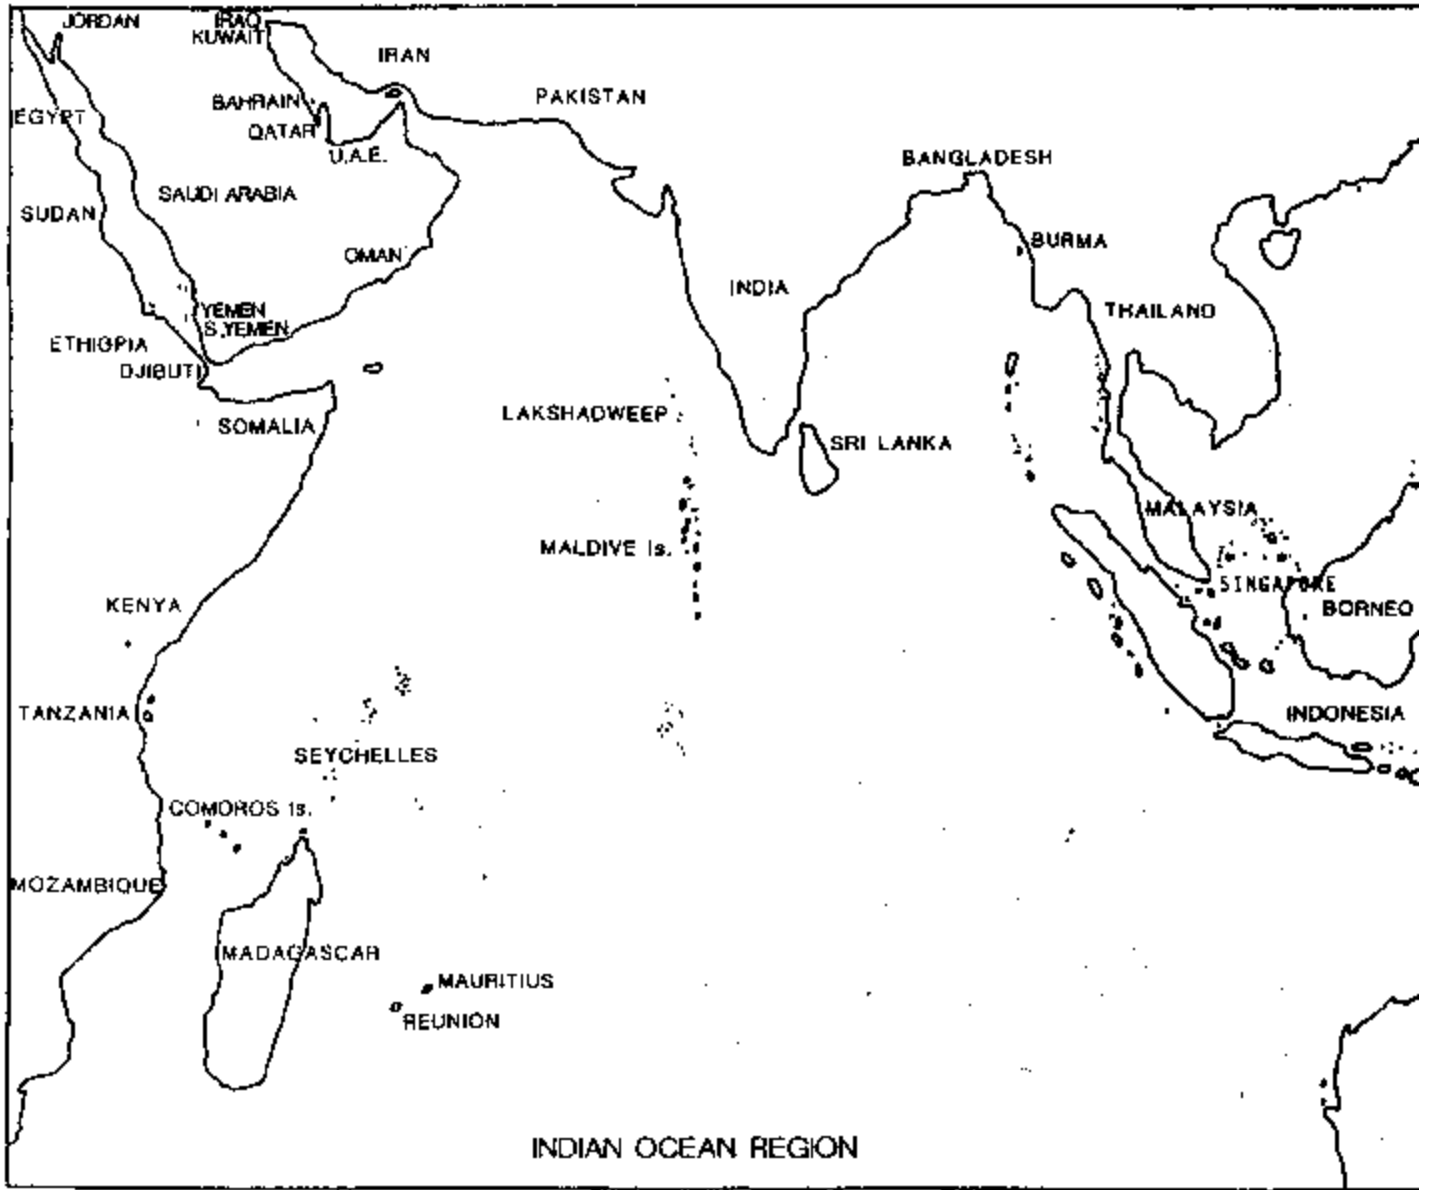 JORDAN
IRAQ
KUWAIT
IRAN
PAKISTAN
BAHRAIN
EGYPT
QATAR
U.A.E.
BANGLADESH
SAUDI ARABIA
SUDAN
BURMA
OMAN
INDIA
YEMEN
THAILAND
S.YEMEN
ETHIOPIA
DJIBUTI
LAKSHADWEEP
SOMALIA
SRI LANKA
MALAYSIA
MALDIVE Is.
SINGAPORE
KENYA
BORNEO
TANZANIA
INDONESIA
SEYCHELLES
COMOROS Is.
MOZAMBIQUE
MADAGASCAR
MAURITIUS
REUNION
INDIAN OCEAN REGION